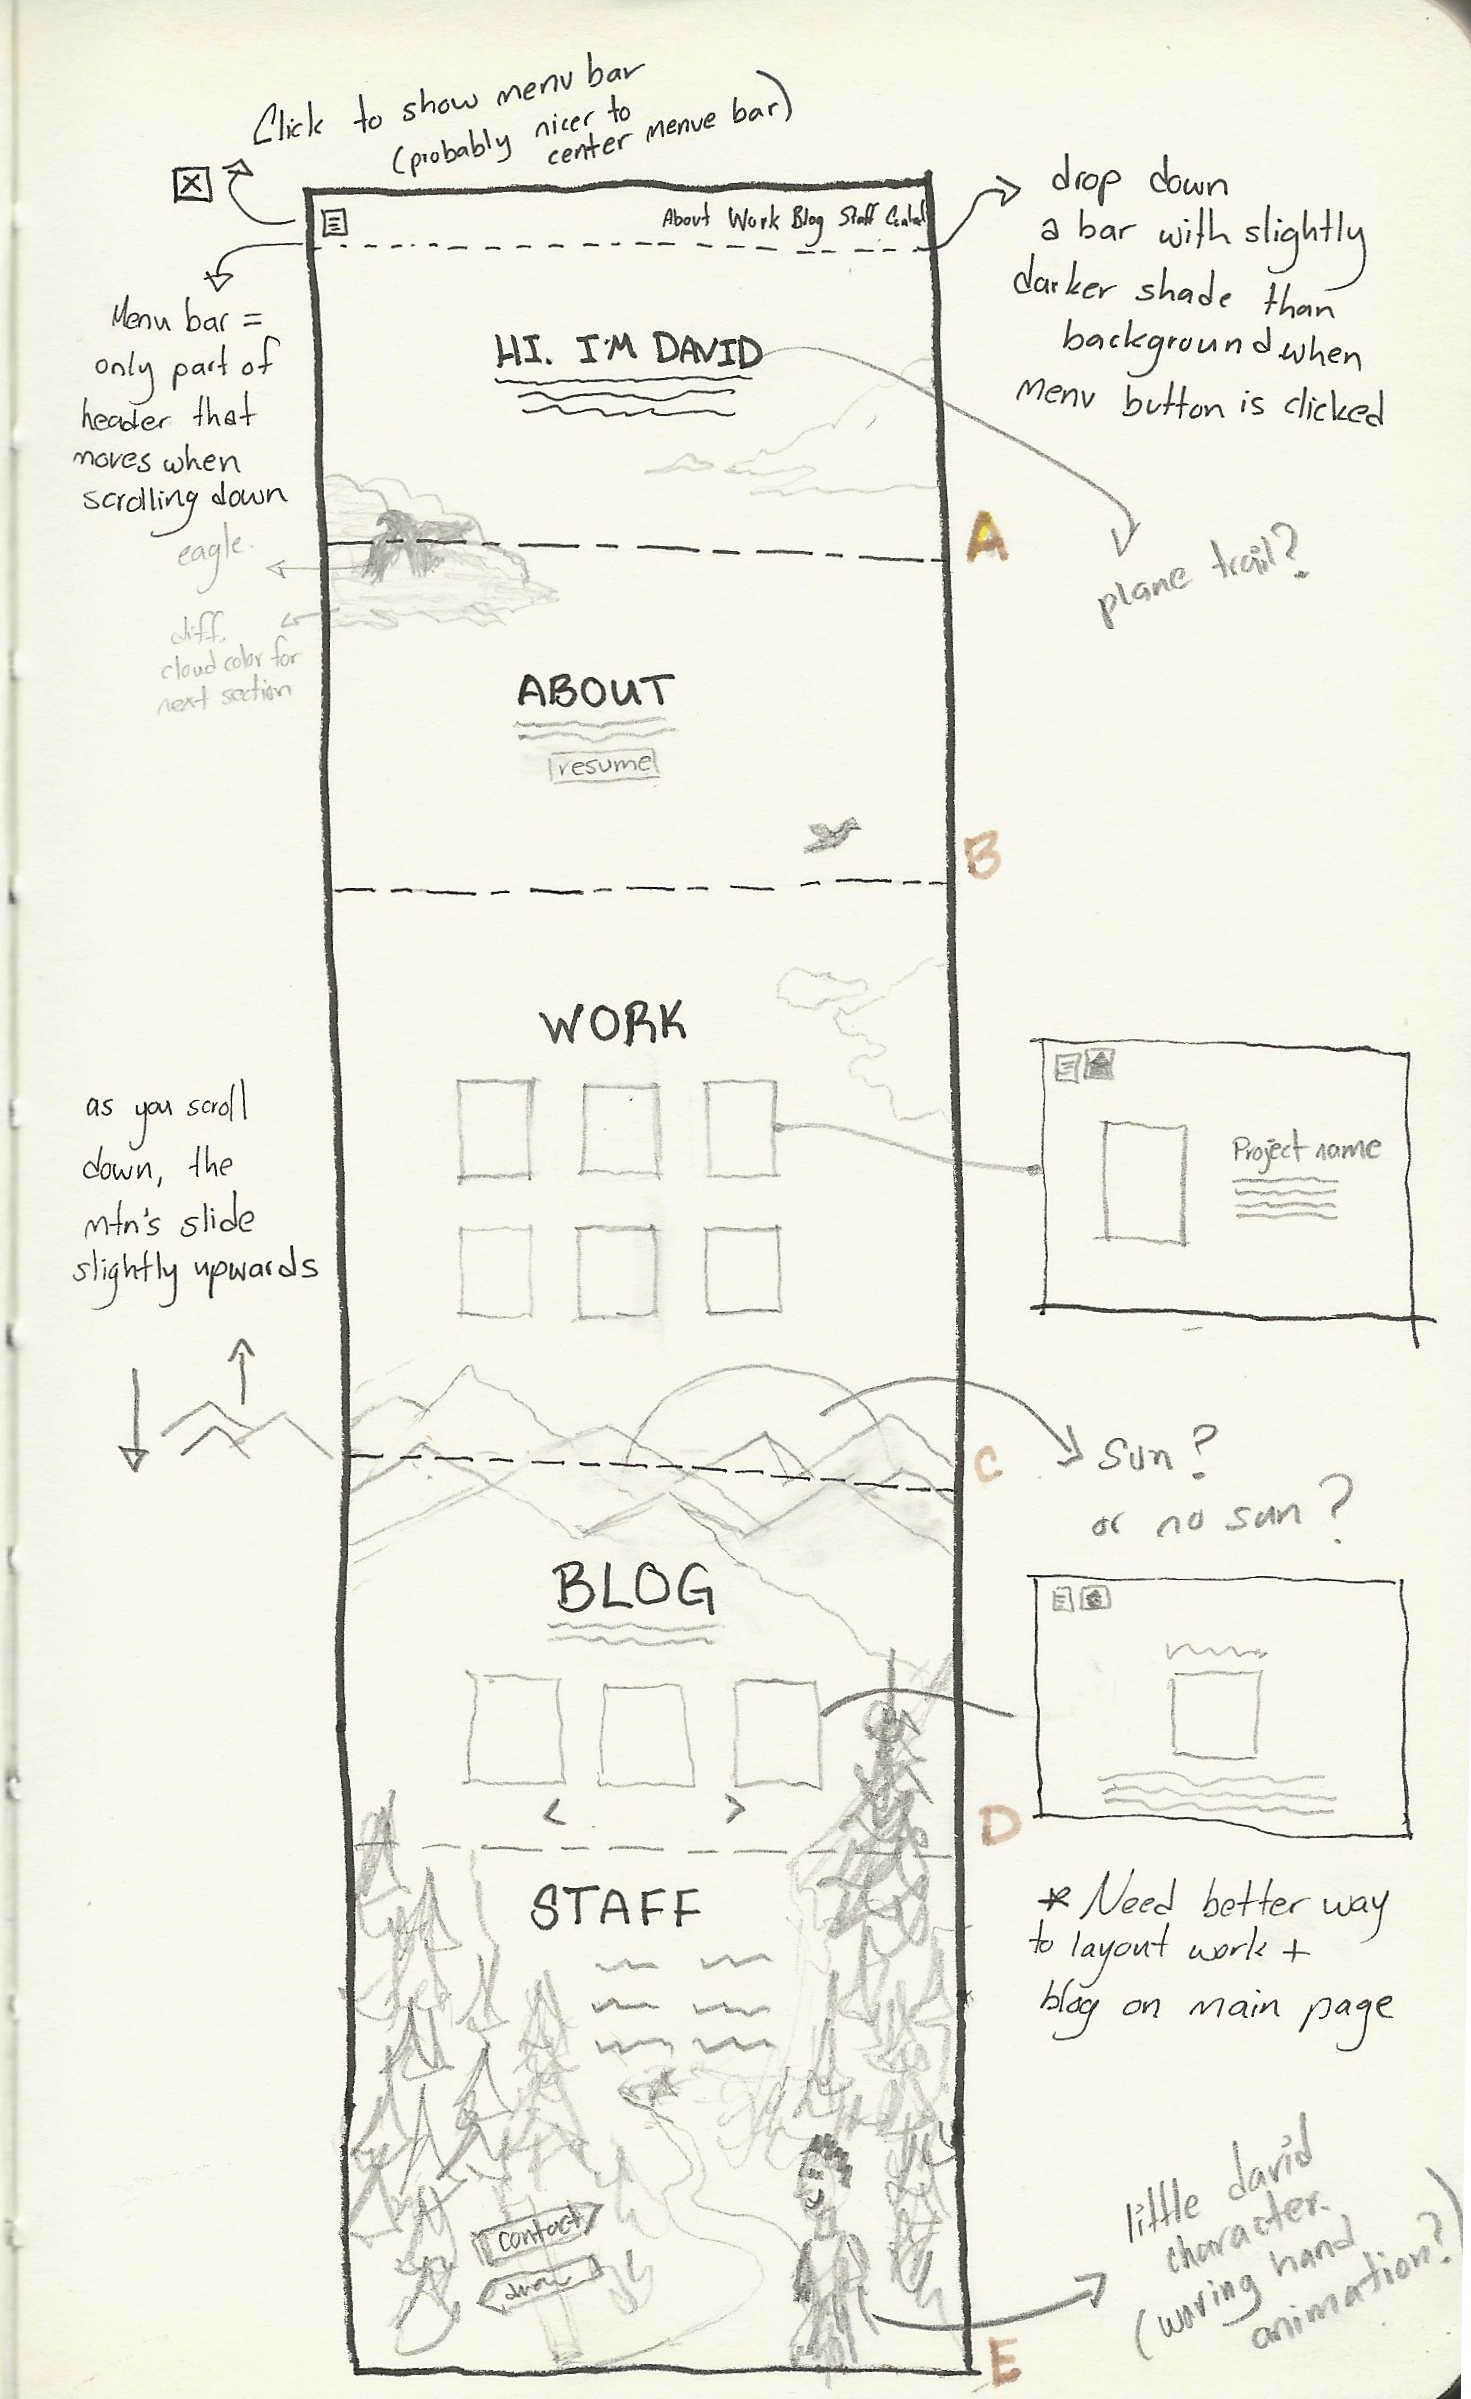 Click to show menu bar
(probably nicer to
center menue bar)
About Work Blog Staff
drop down
a bar with slightly
darker shade than
background when
menu button is clicked
Menu bar =
only part of
header that
moves when
scrolling down
HI. I'M DAVID
A
plane trail?
eagle.
diff.
cloud color for
next section
ABOUT
resume
B
WORK
as you scroll
down, the
mtn's slide
slightly upwards
Project name
C
Sun?
or no sun?
BLOG
< >
D
STAFF
* Need better way
to layout work +
blog on main page
contact
little david
character.
(waving hand
animation?)
E